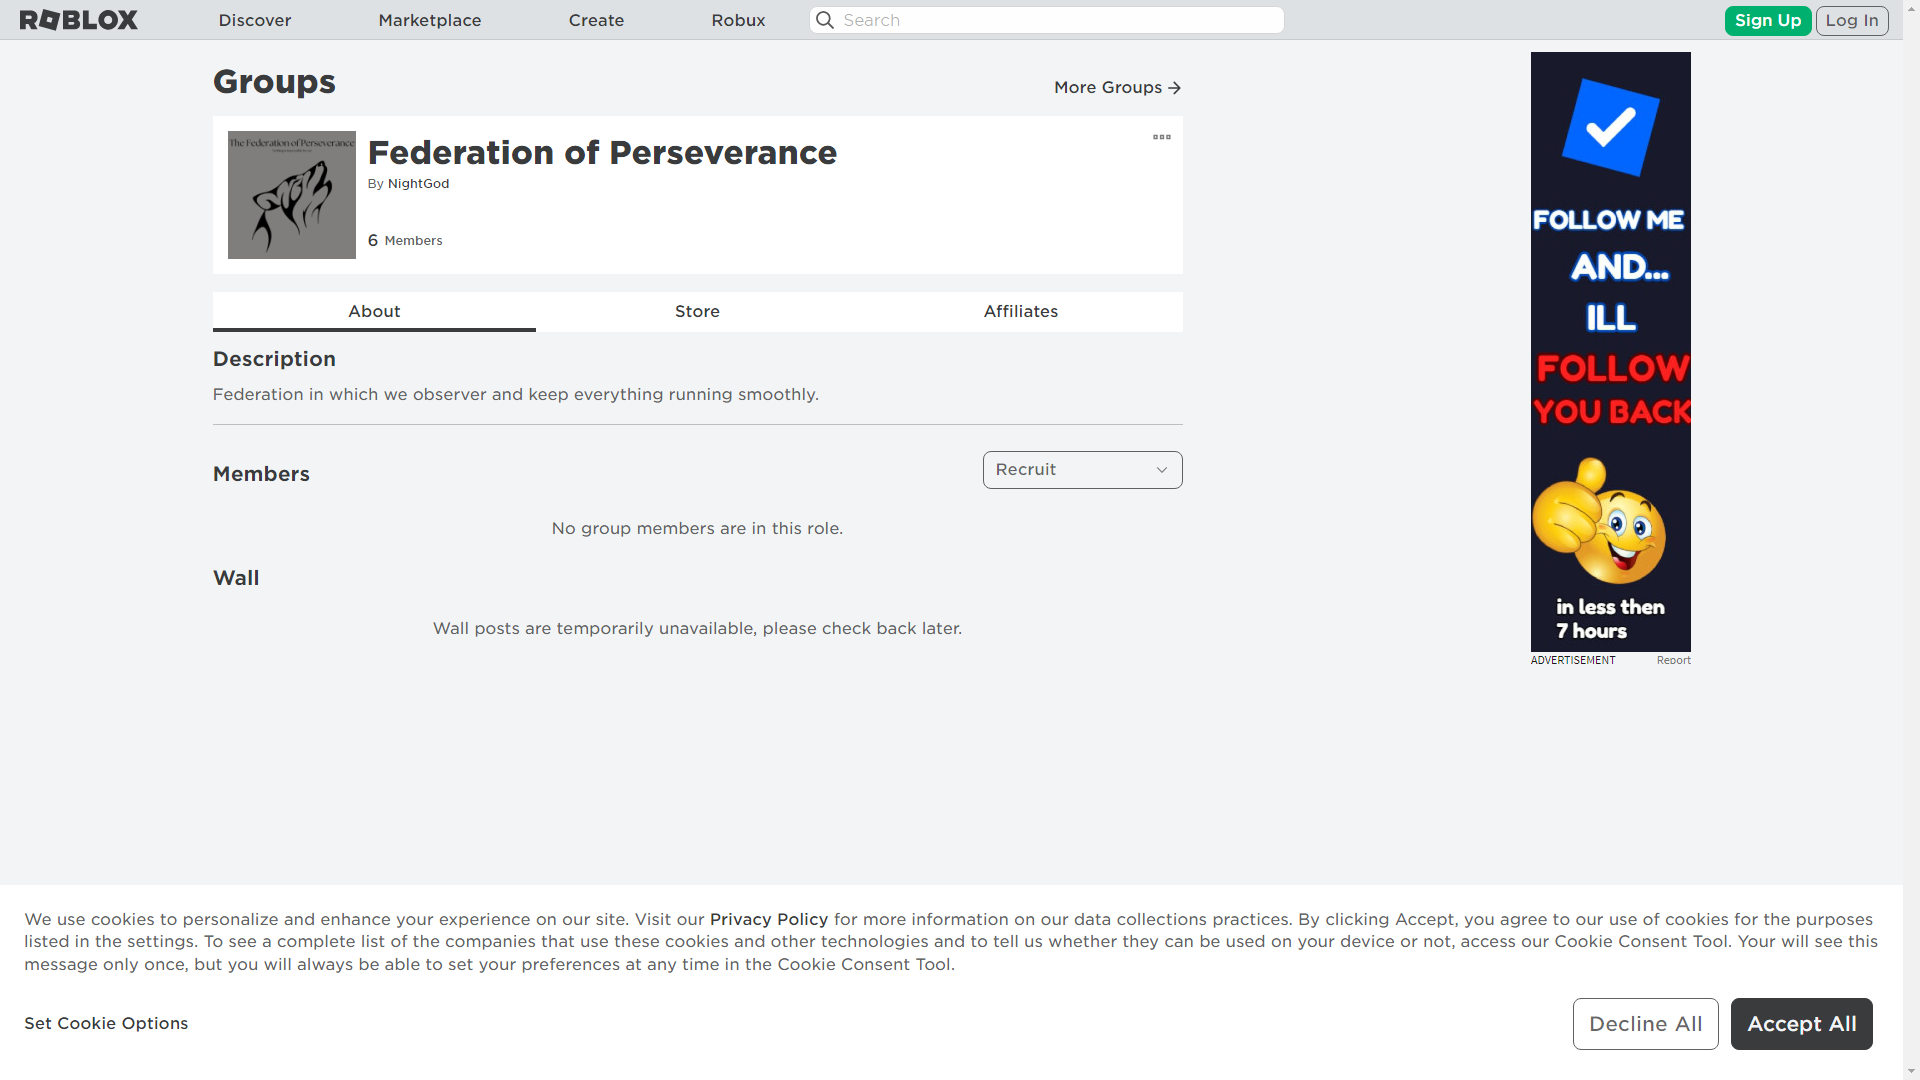 ROBLOX
Discover
Marketplace
Create
Robux
Search
Sign Up
Log In
Groups
More Groups
The Federation of Perseverance
Federation of Perseverance
By NightGod
6 Members
About
Store
Affiliates
Description
Federation in which we observer and keep everything running smoothly.
Members
Recruit
No group members are in this role.
Wall
Wall posts are temporarily unavailable, please check back later.
FOLLOW ME
AND...
ILL
FOLLOW
YOU BACK
in less then
7 hours
ADVERTISEMENT
Report
We use cookies to personalize and enhance your experience on our site. Visit our Privacy Policy for more information on our data collections practices. By clicking Accept, you agree to our use of cookies for the purposes
listed in the settings. To see a complete list of the companies that use these cookies and other technologies and to tell us whether they can be used on your device or not, access our Cookie Consent Tool. Your will see this
message only once, but you will always be able to set your preferences at any time in the Cookie Consent Tool.
Set Cookie Options
Decline All
Accept All